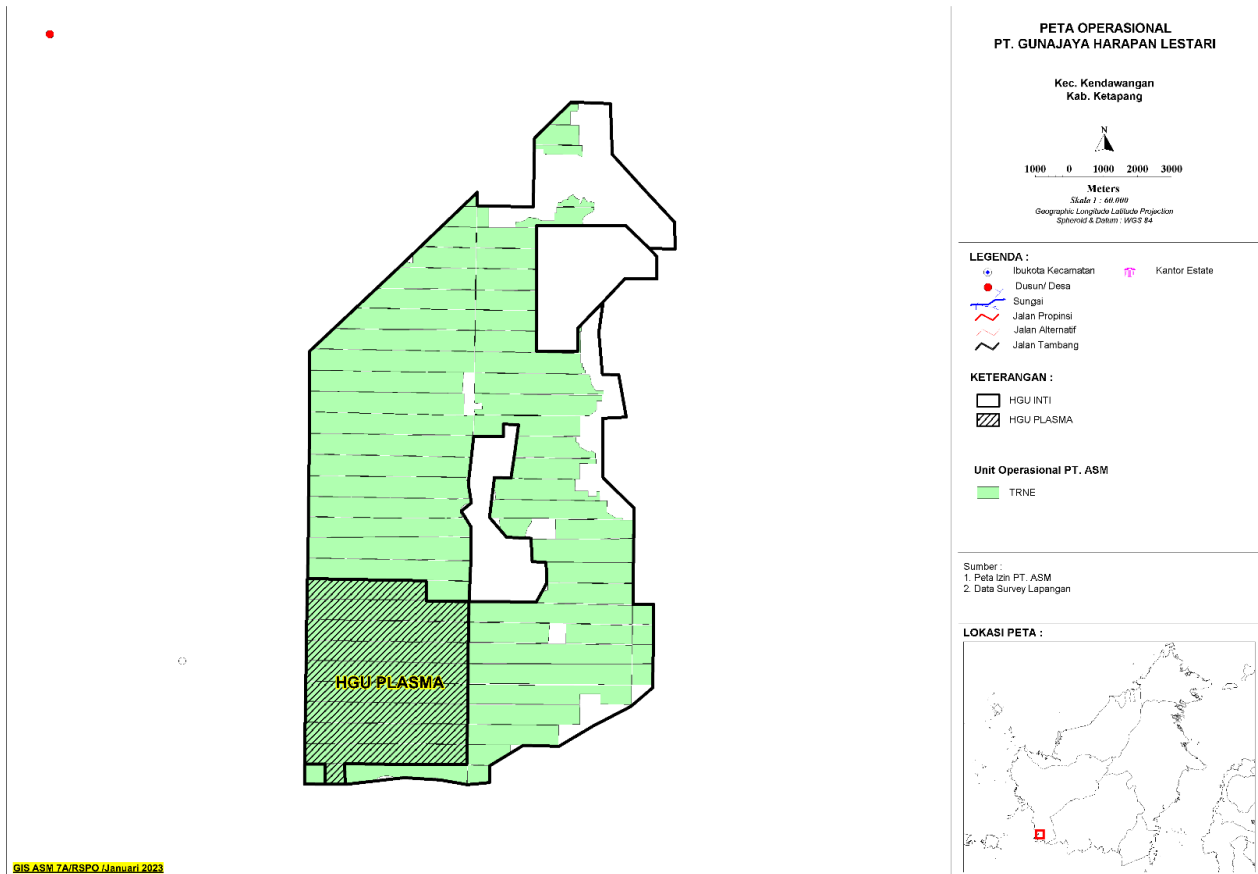 PETA OPERASIONAL
PT. GUNAJAYA HARAPAN LESTARI
Kec. Kendawangan
Kab. Ketapang
N
1000 0 1000 2000 3000
Meters
Skala 1 : 60.000
Geographic Longitude Latitude Projection
Spheroid & Datum : WGS 84
LEGENDA :
Ibukota Kecamatan
Kantor Estate
Dusun/ Desa
Sungai
Jalan Propinsi
Jalan Alternatif
Jalan Tambang
KETERANGAN :
HGU INTI
HGU PLASMA
Unit Operasional PT. ASM
TRNE
Sumber :
1. Peta Izin PT. ASM
2. Data Survey Lapangan
LOKASI PETA :
HGU PLASMA
GIS ASM 7A/RSPO /Januari 2023